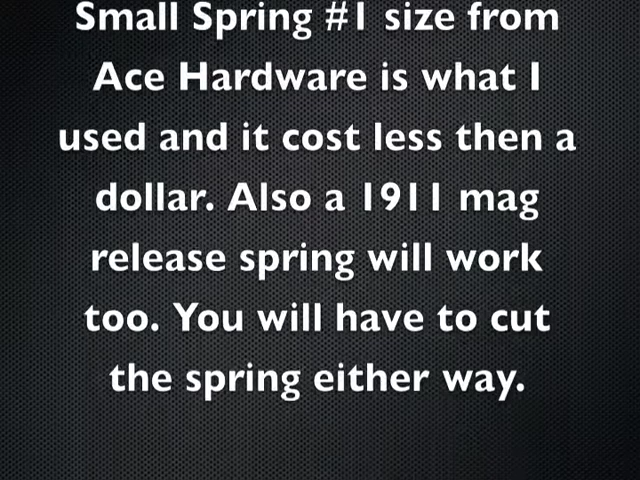 Small Spring #1 size from
Ace Hardware is what I
used and it cost less then a
dollar. Also a 1911 mag
release spring will work
too. You will have to cut
the spring either way.